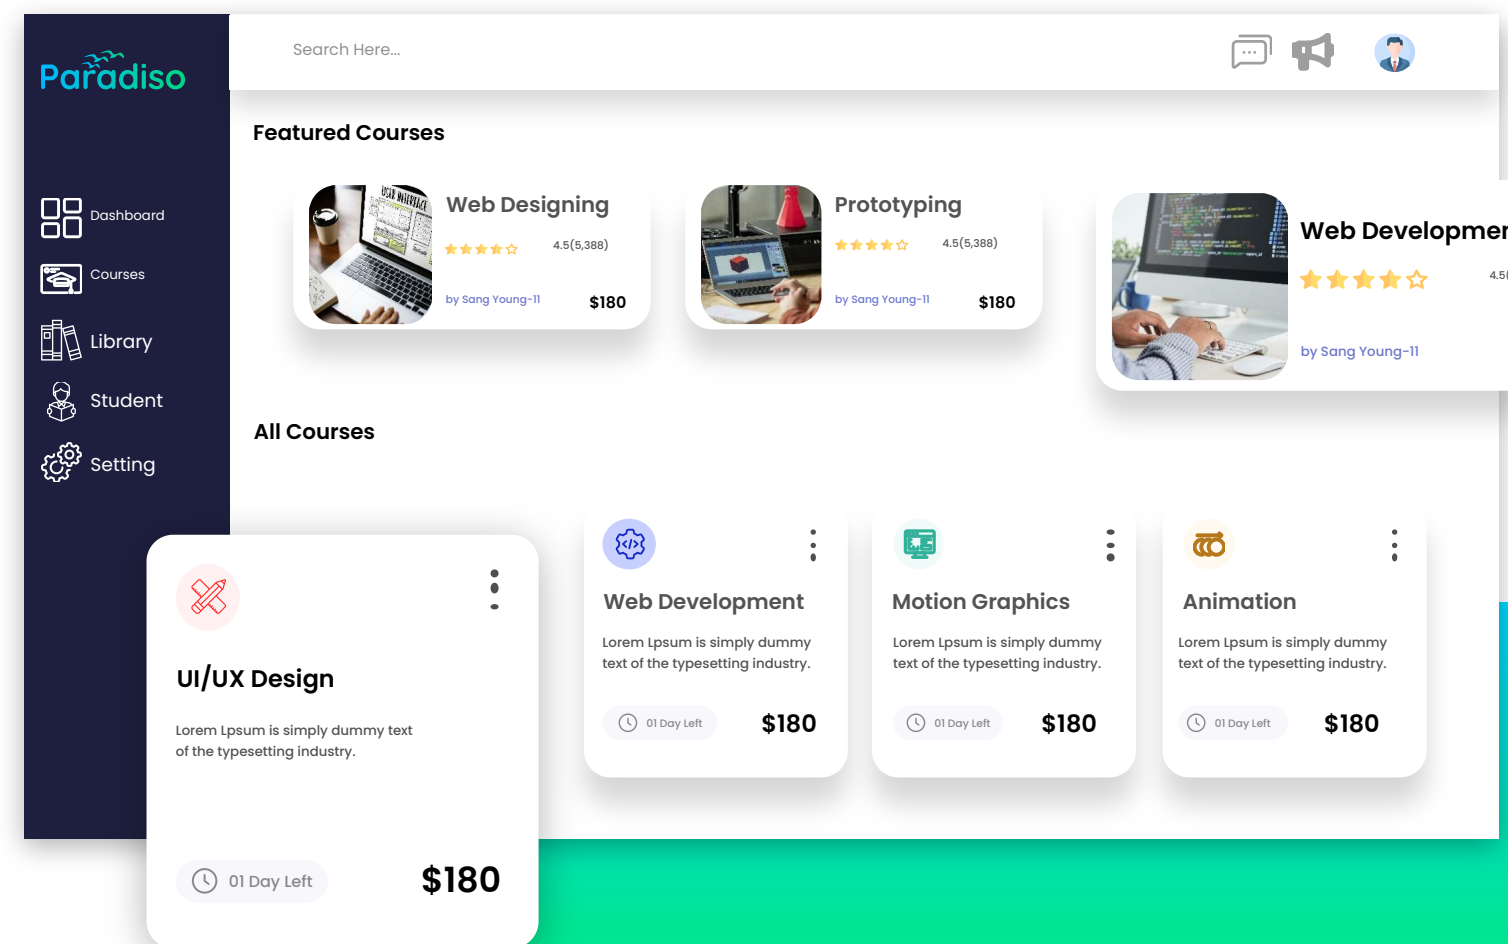 Paradiso
Search Here...
Dashboard
Courses
Library
Student
Setting
Featured Courses
Web Designing
4.5(5,388)
by Sang Young-11
$180
USER INTERFACE
Prototyping
4.5(5,388)
by Sang Young-11
$180
Web Developmen
4.5(
by Sang Young-11
All Courses
UI/UX Design
Lorem Lpsum is simply dummy text
of the typesetting industry.
01 Day Left
$180
Web Development
Lorem Lpsum is simply dummy
text of the typesetting industry.
01 Day Left
$180
Motion Graphics
Lorem Lpsum is simply dummy
text of the typesetting industry.
01 Day Left
$180
Animation
Lorem Lpsum is simply dummy
text of the typesetting industry.
01 Day Left
$180